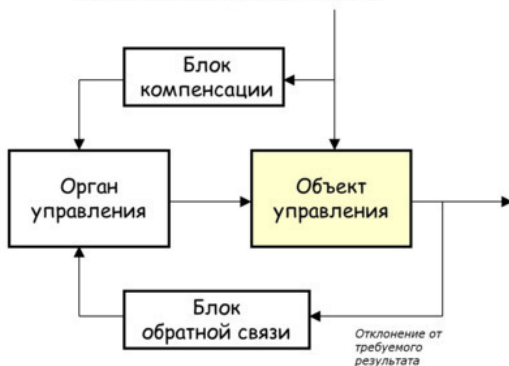 Блок
компенсации
Орган
управления
Объект
управления
Блок
обратной связи
Отклонение от
требуемого
результата